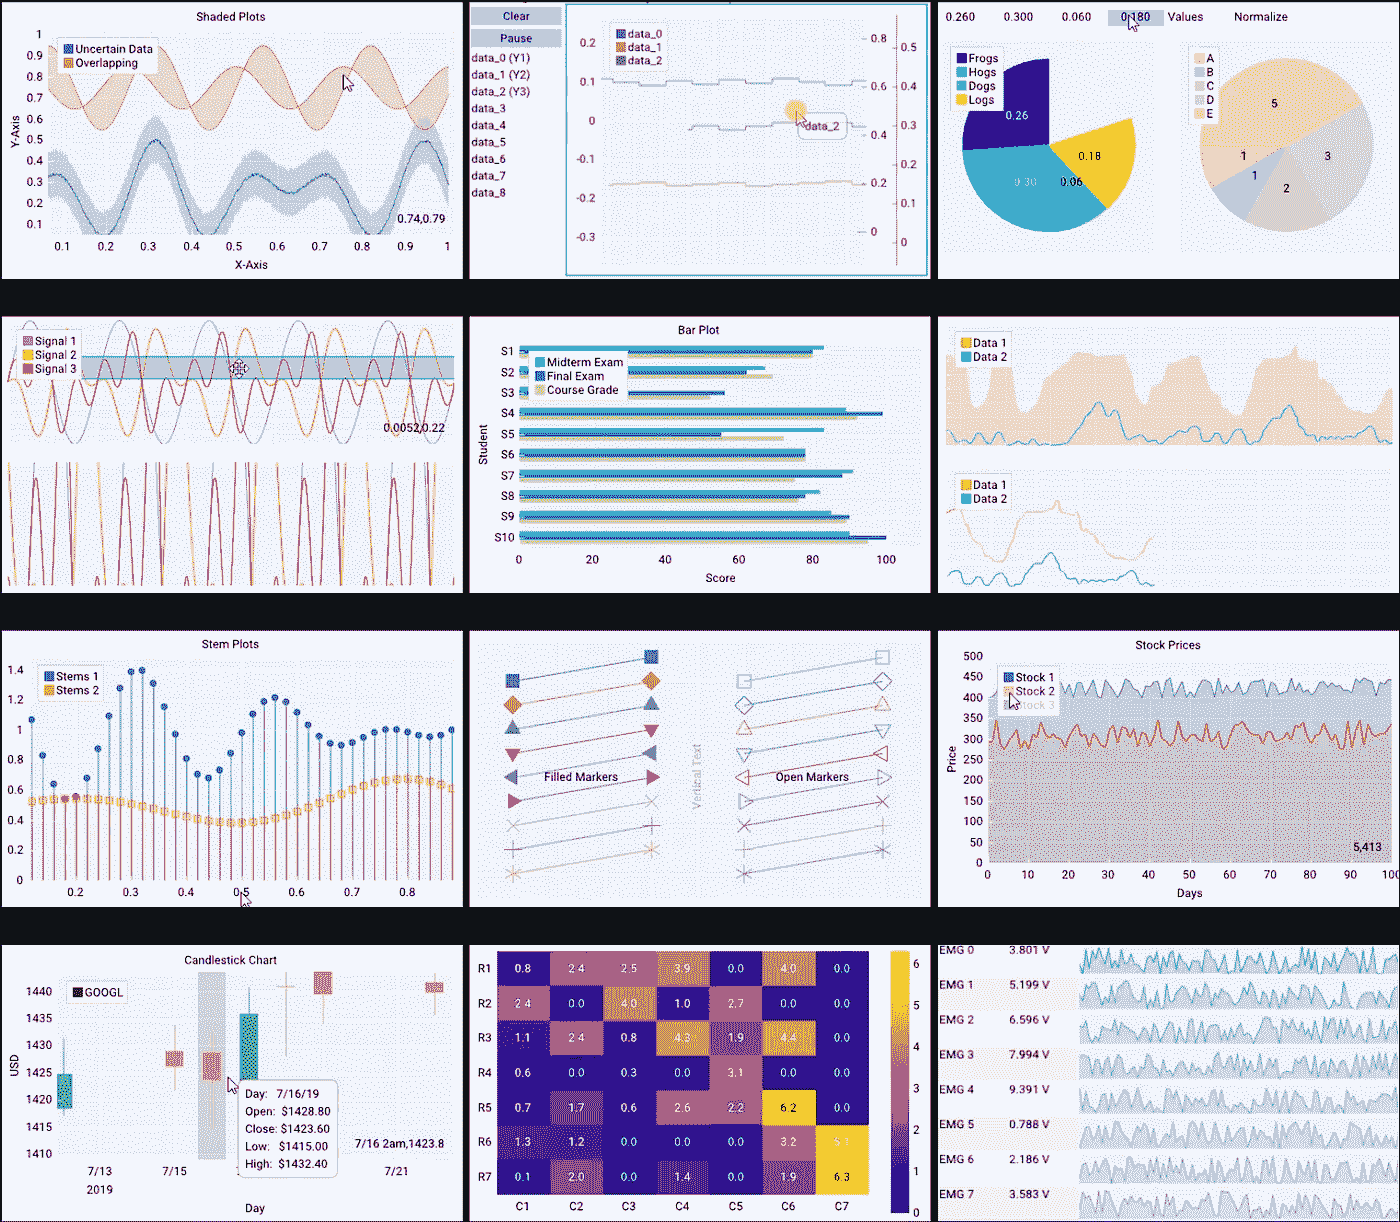 Shaded Plots
Uncertain Data
Overlapping
Y-Axis
1
0.9
0.8
0.7
0.6
0.5
0.4
0.3
0.2
0.1
0.74,0.79
0.1 0.2 0.3 0.4 0.5 0.6 0.7 0.8 0.9 1
X-Axis
Clear
Pause
data_0 (Y1)
data_1 (Y2)
data_2 (Y3)
data_3
data_4
data_5
data_6
data_7
data_8
data_0
data_1
data_2
0.2
0.1
0
-0.1
-0.2
-0.3
data_2
0.8
0.6
0.4
0.2
0
0.5
0.4
0.3
0.2
0.1
0
0.260 0.300 0.060 0.180 Values Normalize
Frogs
Hogs
Dogs
Logs
0.26
0.18
0.30 0.06
A
B
C
D
E
5
1
3
1
2
Signal 1
Signal 2
Signal 3
0.0052,0.22
Bar Plot
Midterm Exam
Final Exam
Course Grade
Student
S1
S2
S3
S4
S5
S6
S7
S8
S9
S10
0 20 40 60 80 100
Score
Data 1
Data 2
Data 1
Data 2
Stem Plots
Stems 1
Stems 2
1.4
1.2
1
0.8
0.6
0.4
0.2
0
0.2 0.3 0.4 0.5 0.6 0.7 0.8
Filled Markers
Vertical Text
Open Markers
Stock Prices
Stock 1
Stock 2
Stock 3
Price
500
450
400
350
300
250
200
150
100
50
0
5,413
0 10 20 30 40 50 60 70 80 90 100
Days
Candlestick Chart
GOOGL
USD
1440
1435
1430
1425
1420
1415
1410
Day: 7/16/19
Open: $1428.80
Close: $1423.60
Low: $1415.00
High: $1432.40
7/16 2am,1423.8
7/13 7/15 7/21
2019
Day
R1 0.8 2.4 2.5 3.9 0.0 4.0 0.0
R2 2.4 0.0 4.0 1.0 2.7 0.0 0.0
R3 1.1 2.4 0.8 4.3 1.9 4.4 0.0
R4 0.6 0.0 0.3 0.0 3.1 0.0 0.0
R5 0.7 1.7 0.6 2.6 2.2 6.2 0.0
R6 1.3 1.2 0.0 0.0 0.0 3.2 5.1
R7 0.1 2.0 0.0 1.4 0.0 1.9 6.3
C1 C2 C3 C4 C5 C6 C7
6
5
4
3
2
1
0
EMG 0 3.801 V
EMG 1 5.199 V
EMG 2 6.596 V
EMG 3 7.994 V
EMG 4 9.391 V
EMG 5 0.788 V
EMG 6 2.186 V
EMG 7 3.583 V